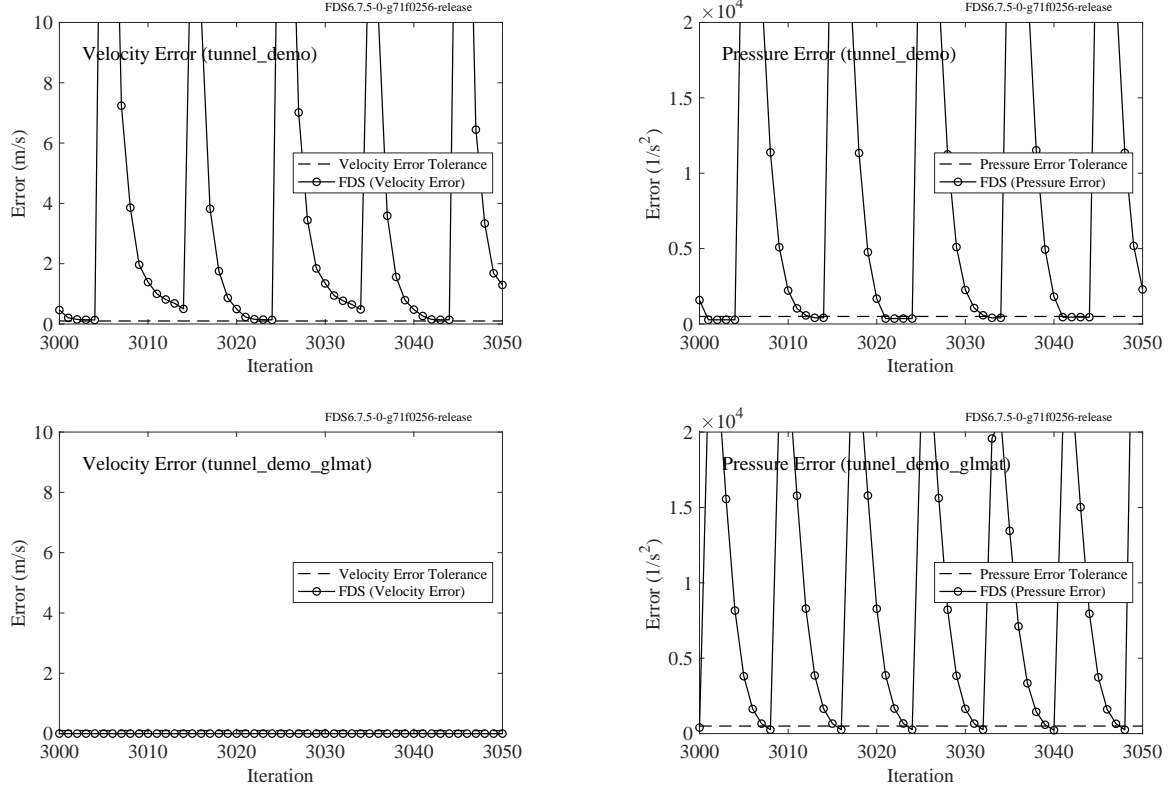 FDS6.7.5-0-g71f0256-release
Velocity Error (tunnel_demo)
10
8
6
4
2
0
Error (m/s)
Velocity Error Tolerance
FDS (Velocity Error)
3000 3010 3020 3030 3040 3050
Iteration
FDS6.7.5-0-g71f0256-release
×10^4
Pressure Error (tunnel_demo)
2
1.5
1
0.5
0
Error (1/s^2)
Pressure Error Tolerance
FDS (Pressure Error)
3000 3010 3020 3030 3040 3050
Iteration
FDS6.7.5-0-g71f0256-release
Velocity Error (tunnel_demo_glmat)
10
8
6
4
2
0
Error (m/s)
Velocity Error Tolerance
FDS (Velocity Error)
3000 3010 3020 3030 3040 3050
Iteration
FDS6.7.5-0-g71f0256-release
×10^4
Pressure Error (tunnel_demo_glmat)
2
1.5
1
0.5
0
Error (1/s^2)
Pressure Error Tolerance
FDS (Pressure Error)
3000 3010 3020 3030 3040 3050
Iteration